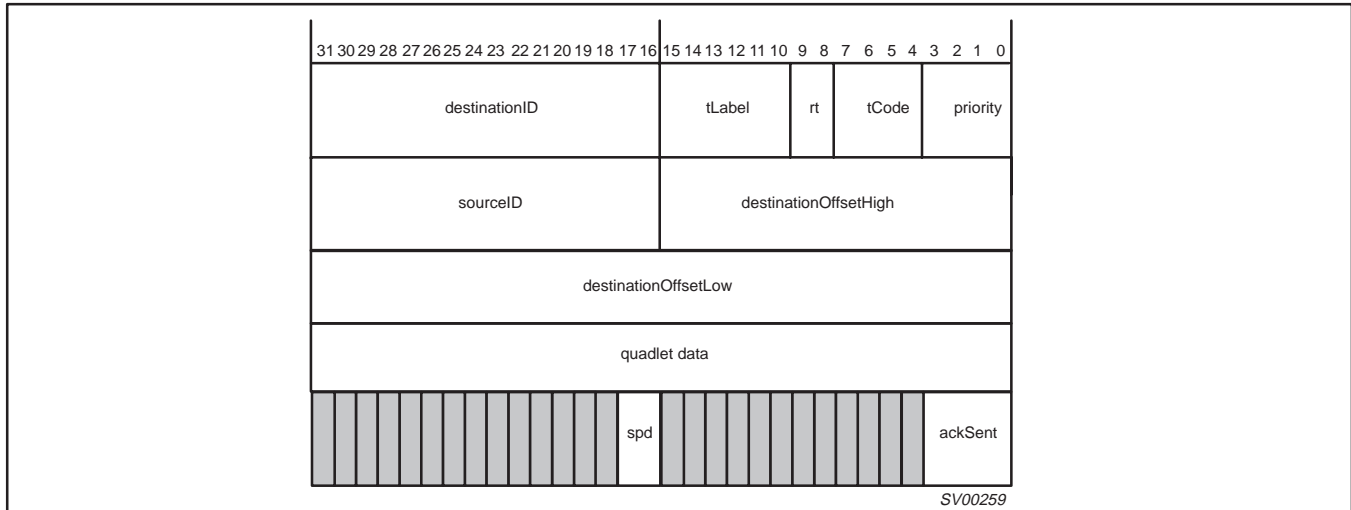 31 30 29 28 27 26 25 24 23 22 21 20 19 18 17 16 15 14 13 12 11 10 9 8 7 6 5 4 3 2 1 0
destinationID tLabel rt tCode priority
sourceID destinationOffsetHigh
destinationOffsetLow
quadlet data
spd ackSent
SV00259